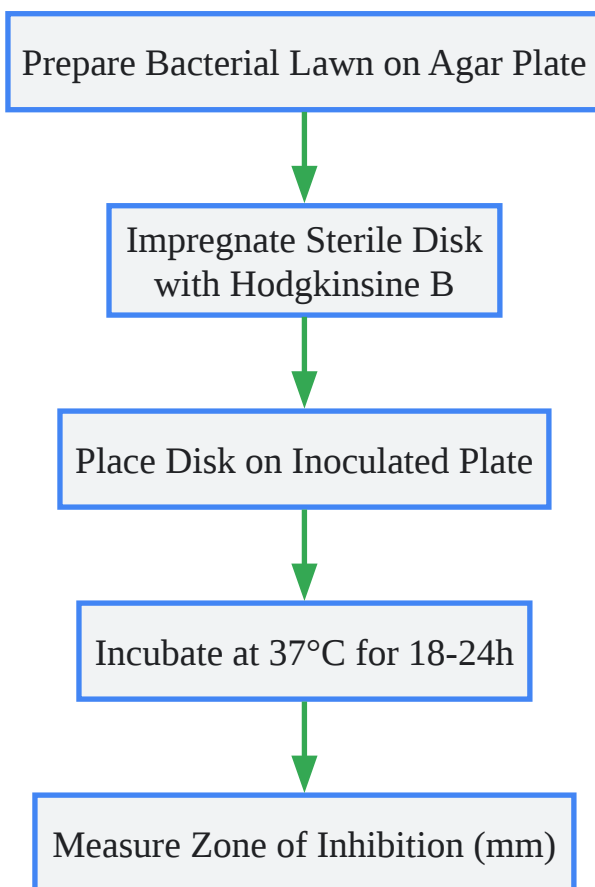 Prepare Bacterial Lawn on Agar Plate
Impregnate Sterile Disk
with Hodgkinsine B
Place Disk on Inoculated Plate
Incubate at 37°C for 18-24h
Measure Zone of Inhibition (mm)